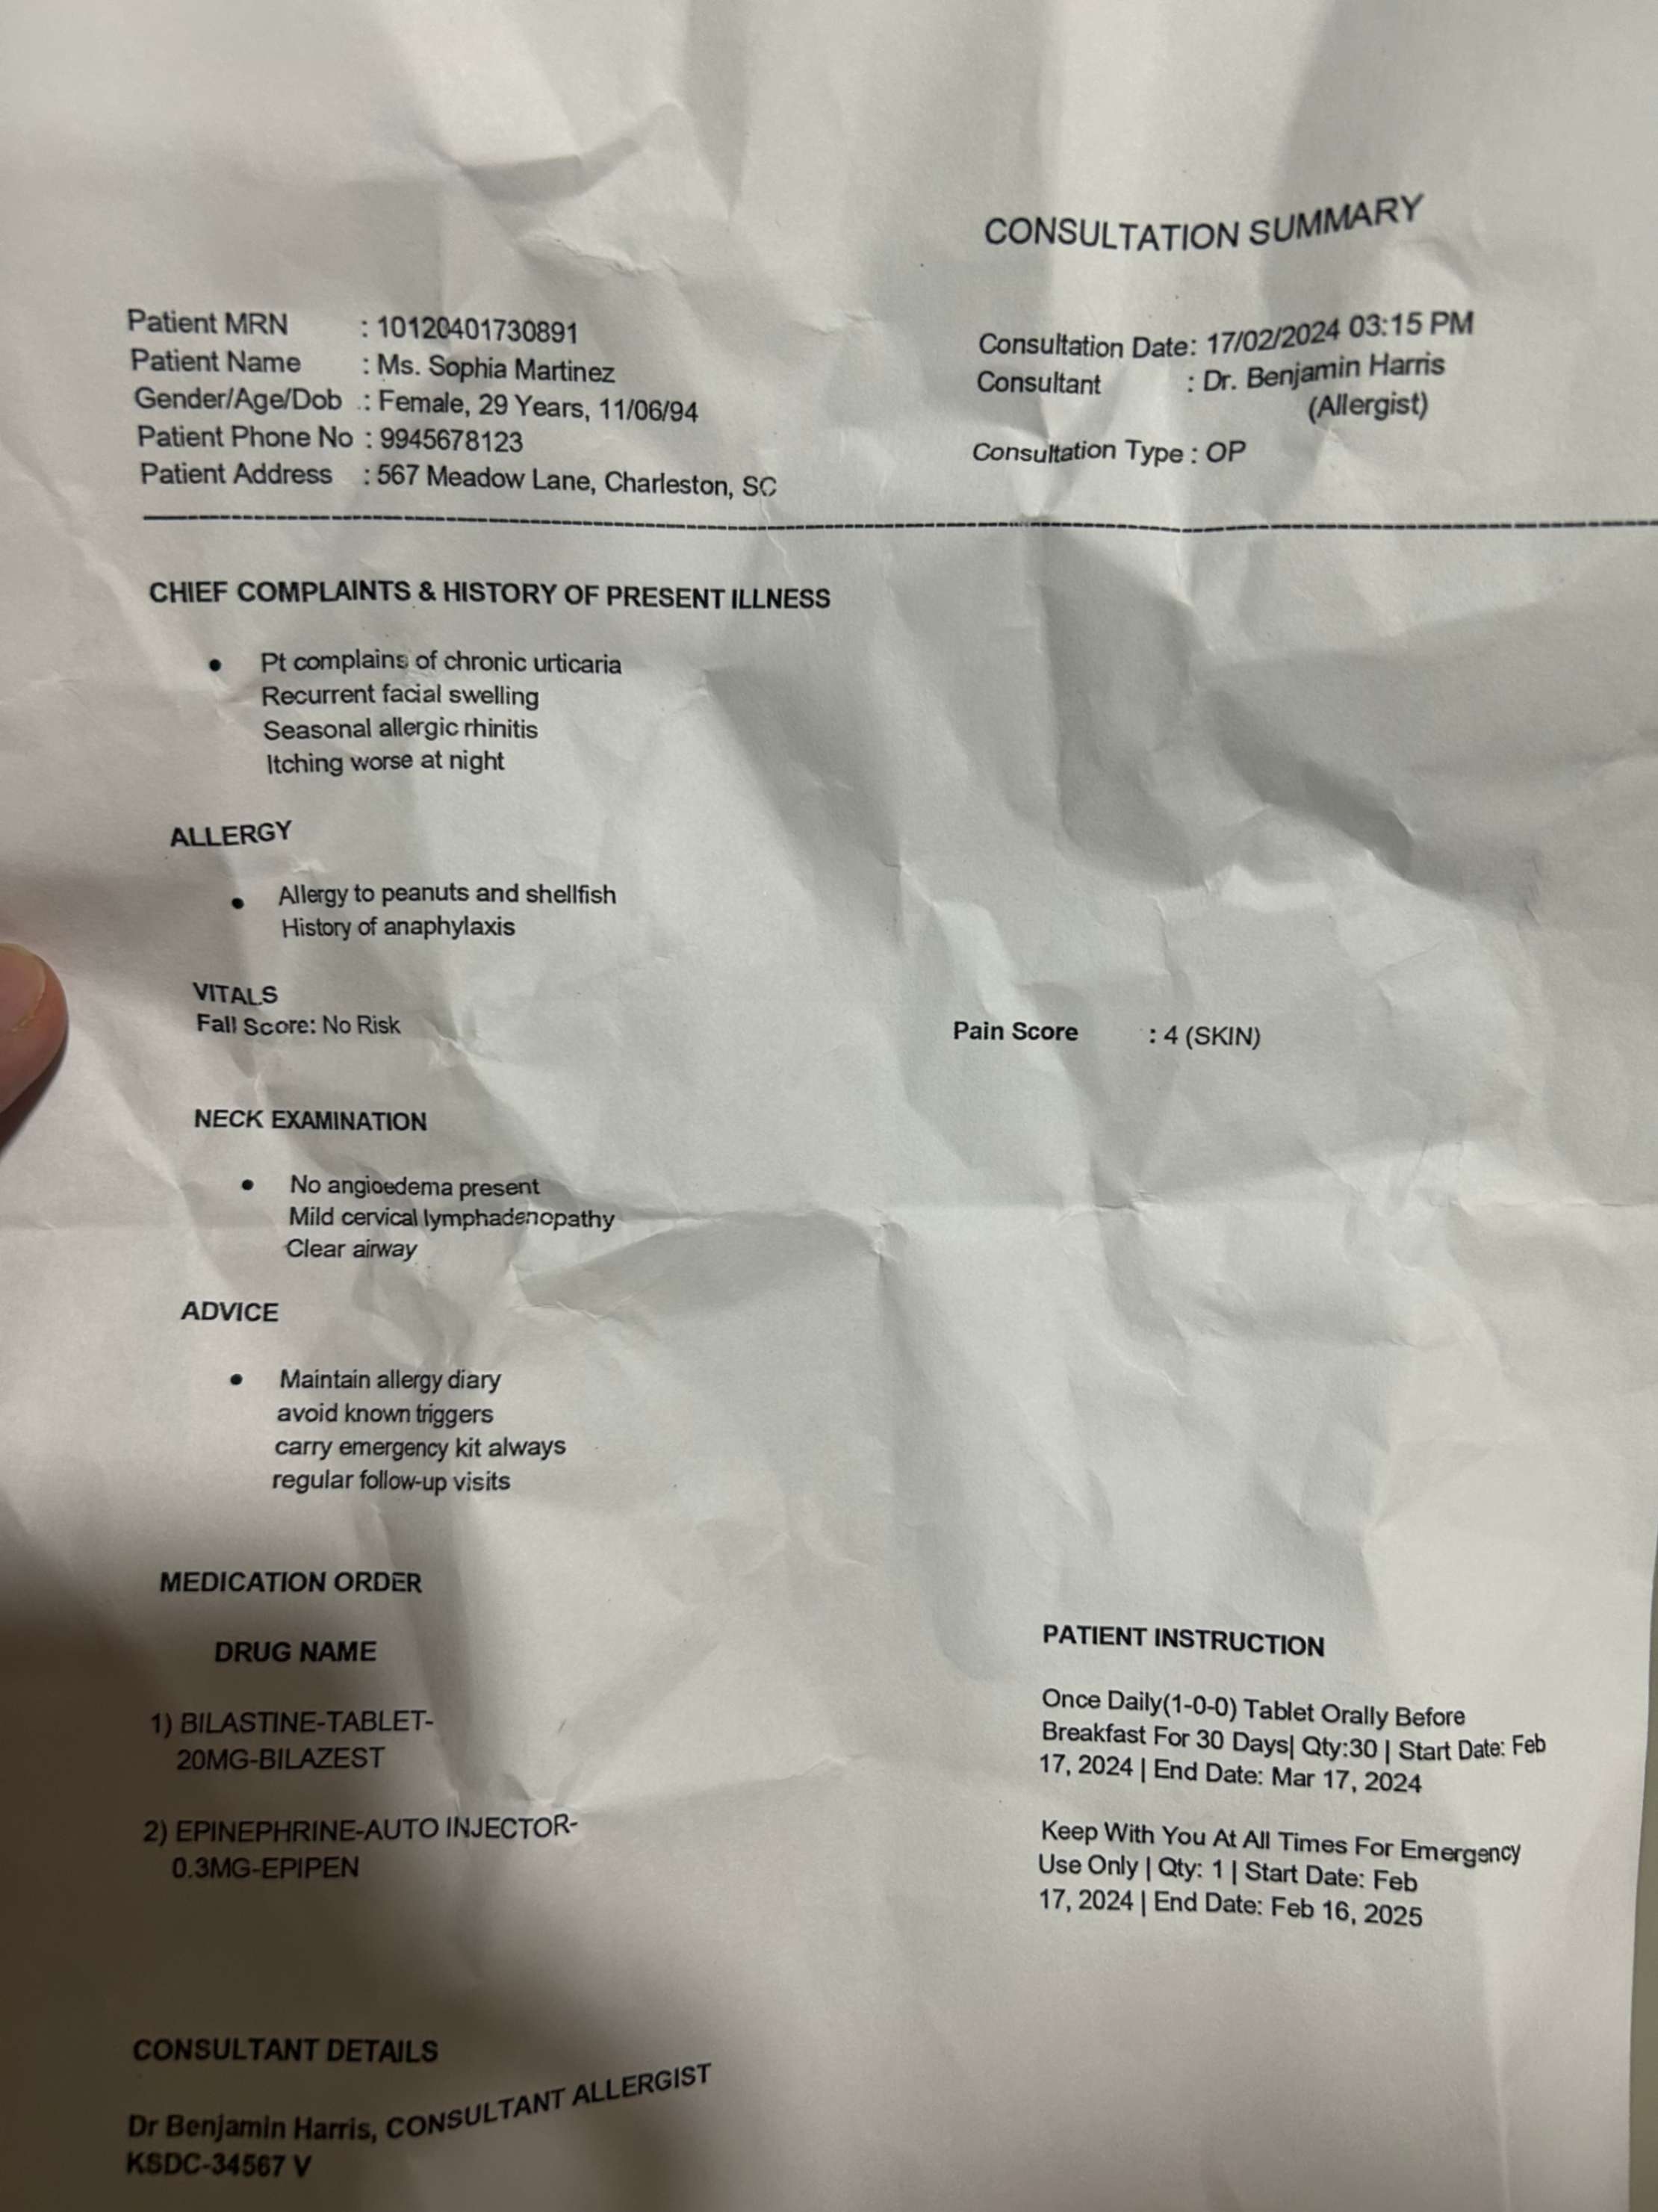 CONSULTATION SUMMARY
Patient MRN : 10120401730891
Patient Name : Ms. Sophia Martinez
Gender/Age/Dob .: Female, 29 Years, 11/06/94
Patient Phone No : 9945678123
Patient Address : 567 Meadow Lane, Charleston, SC
Consultation Date: 17/02/2024 03:15 PM
Consultant : Dr. Benjamin Harris
(Allergist)
Consultation Type : OP
CHIEF COMPLAINTS & HISTORY OF PRESENT ILLNESS
• Pt complains of chronic urticaria
Recurrent facial swelling
Seasonal allergic rhinitis
Itching worse at night
ALLERGY
• Allergy to peanuts and shellfish
History of anaphylaxis
VITALS
Fall Score: No Risk
Pain Score : 4 (SKIN)
NECK EXAMINATION
• No angioedema present
Mild cervical lymphadenopathy
Clear airway
ADVICE
• Maintain allergy diary
avoid known triggers
carry emergency kit always
regular follow-up visits
MEDICATION ORDER
DRUG NAME
PATIENT INSTRUCTION
1) BILASTINE-TABLET-
20MG-BILAZEST
Once Daily(1-0-0) Tablet Orally Before
Breakfast For 30 Days| Qty:30 | Start Date: Feb
17, 2024 | End Date: Mar 17, 2024
2) EPINEPHRINE-AUTO INJECTOR-
0.3MG-EPIPEN
Keep With You At All Times For Emergency
Use Only | Qty: 1 | Start Date: Feb
17, 2024 | End Date: Feb 16, 2025
CONSULTANT DETAILS
Dr Benjamin Harris, CONSULTANT ALLERGIST
KSDC-34567 V